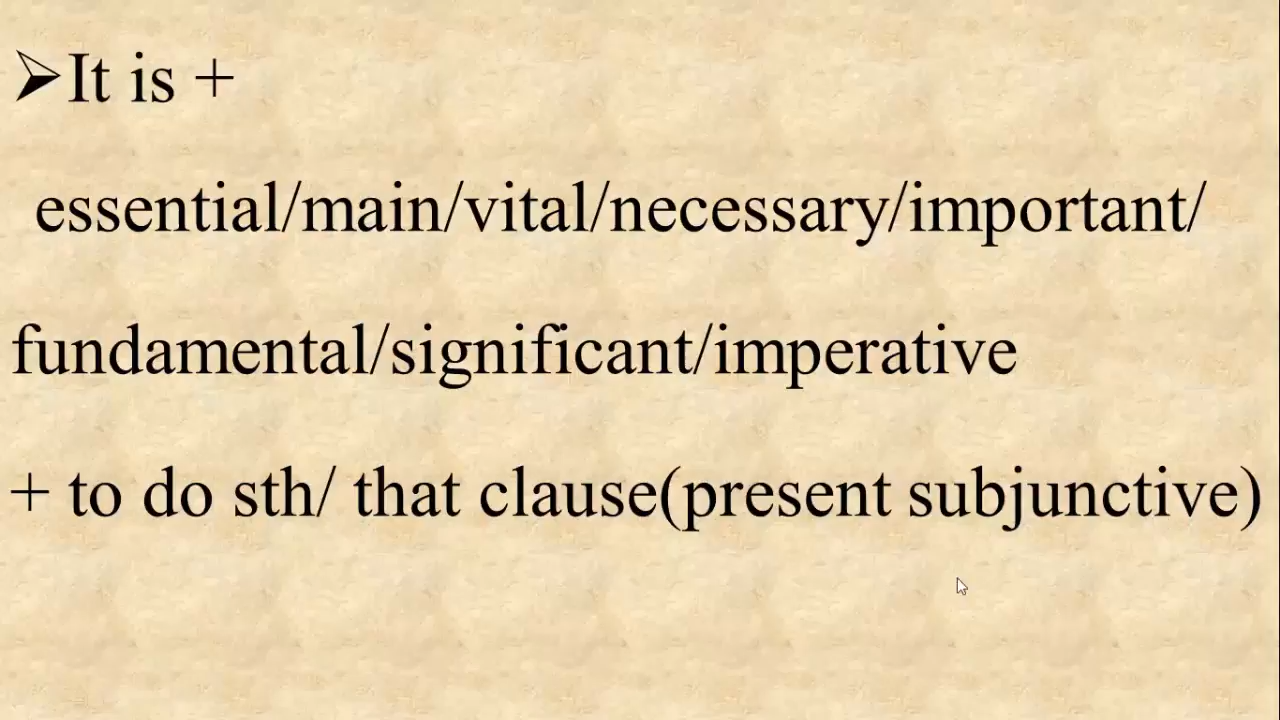 ➢It is +
essential/main/vital/necessary/important/
fundamental/significant/imperative
+ to do sth/ that clause(present subjunctive)